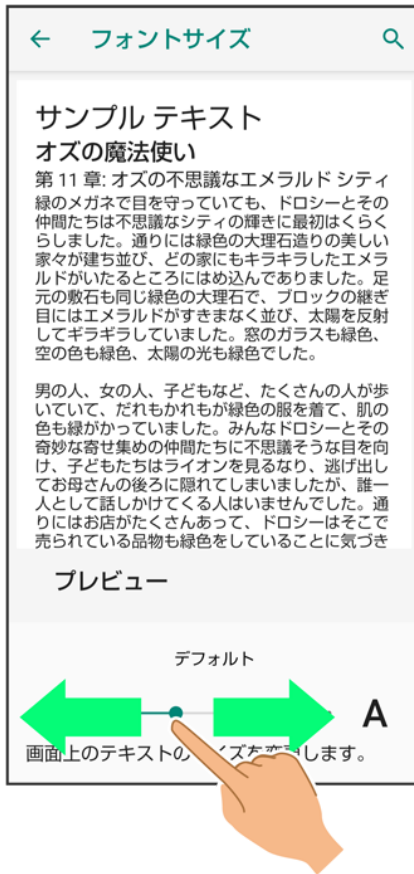 フォントサイズ
サンプル テキスト
オズの魔法使い
第 11 章: オズの不思議なエメラルド シティ
緑のメガネで目を守っていても、ドロシーとその
仲間たちは不思議なシティの輝きに最初はくらく
らしました。通りには緑色の大理石造りの美しい
家々が建ち並び、どの家にもキラキラしたエメラ
ルドがいたるところにはめ込んでありました。足
元の敷石も同じ緑色の大理石で、ブロックの継ぎ
目にはエメラルドがすきまなく並び、太陽を反射
してギラギラしていました。窓のガラスも緑色、
空の色も緑色、太陽の光も緑色でした。
男の人、女の人、子どもなど、たくさんの人が歩
いていて、だれもかれもが緑色の服を着て、肌の
色も緑がかっていました。みんなドロシーとその
奇妙な寄せ集めの仲間たちに不思議そうな目を向
け、子どもたちはライオンを見るなり、逃げ出し
てお母さんの後ろに隠れてしまいましたが、誰一
人として話しかけてくる人はいませんでした。通
りにはお店がたくさんあって、ドロシーはそこで
売られている品物も緑色をしていることに気づき
プレビュー
デフォルト
A
画面上のテキストの イズを変 します。